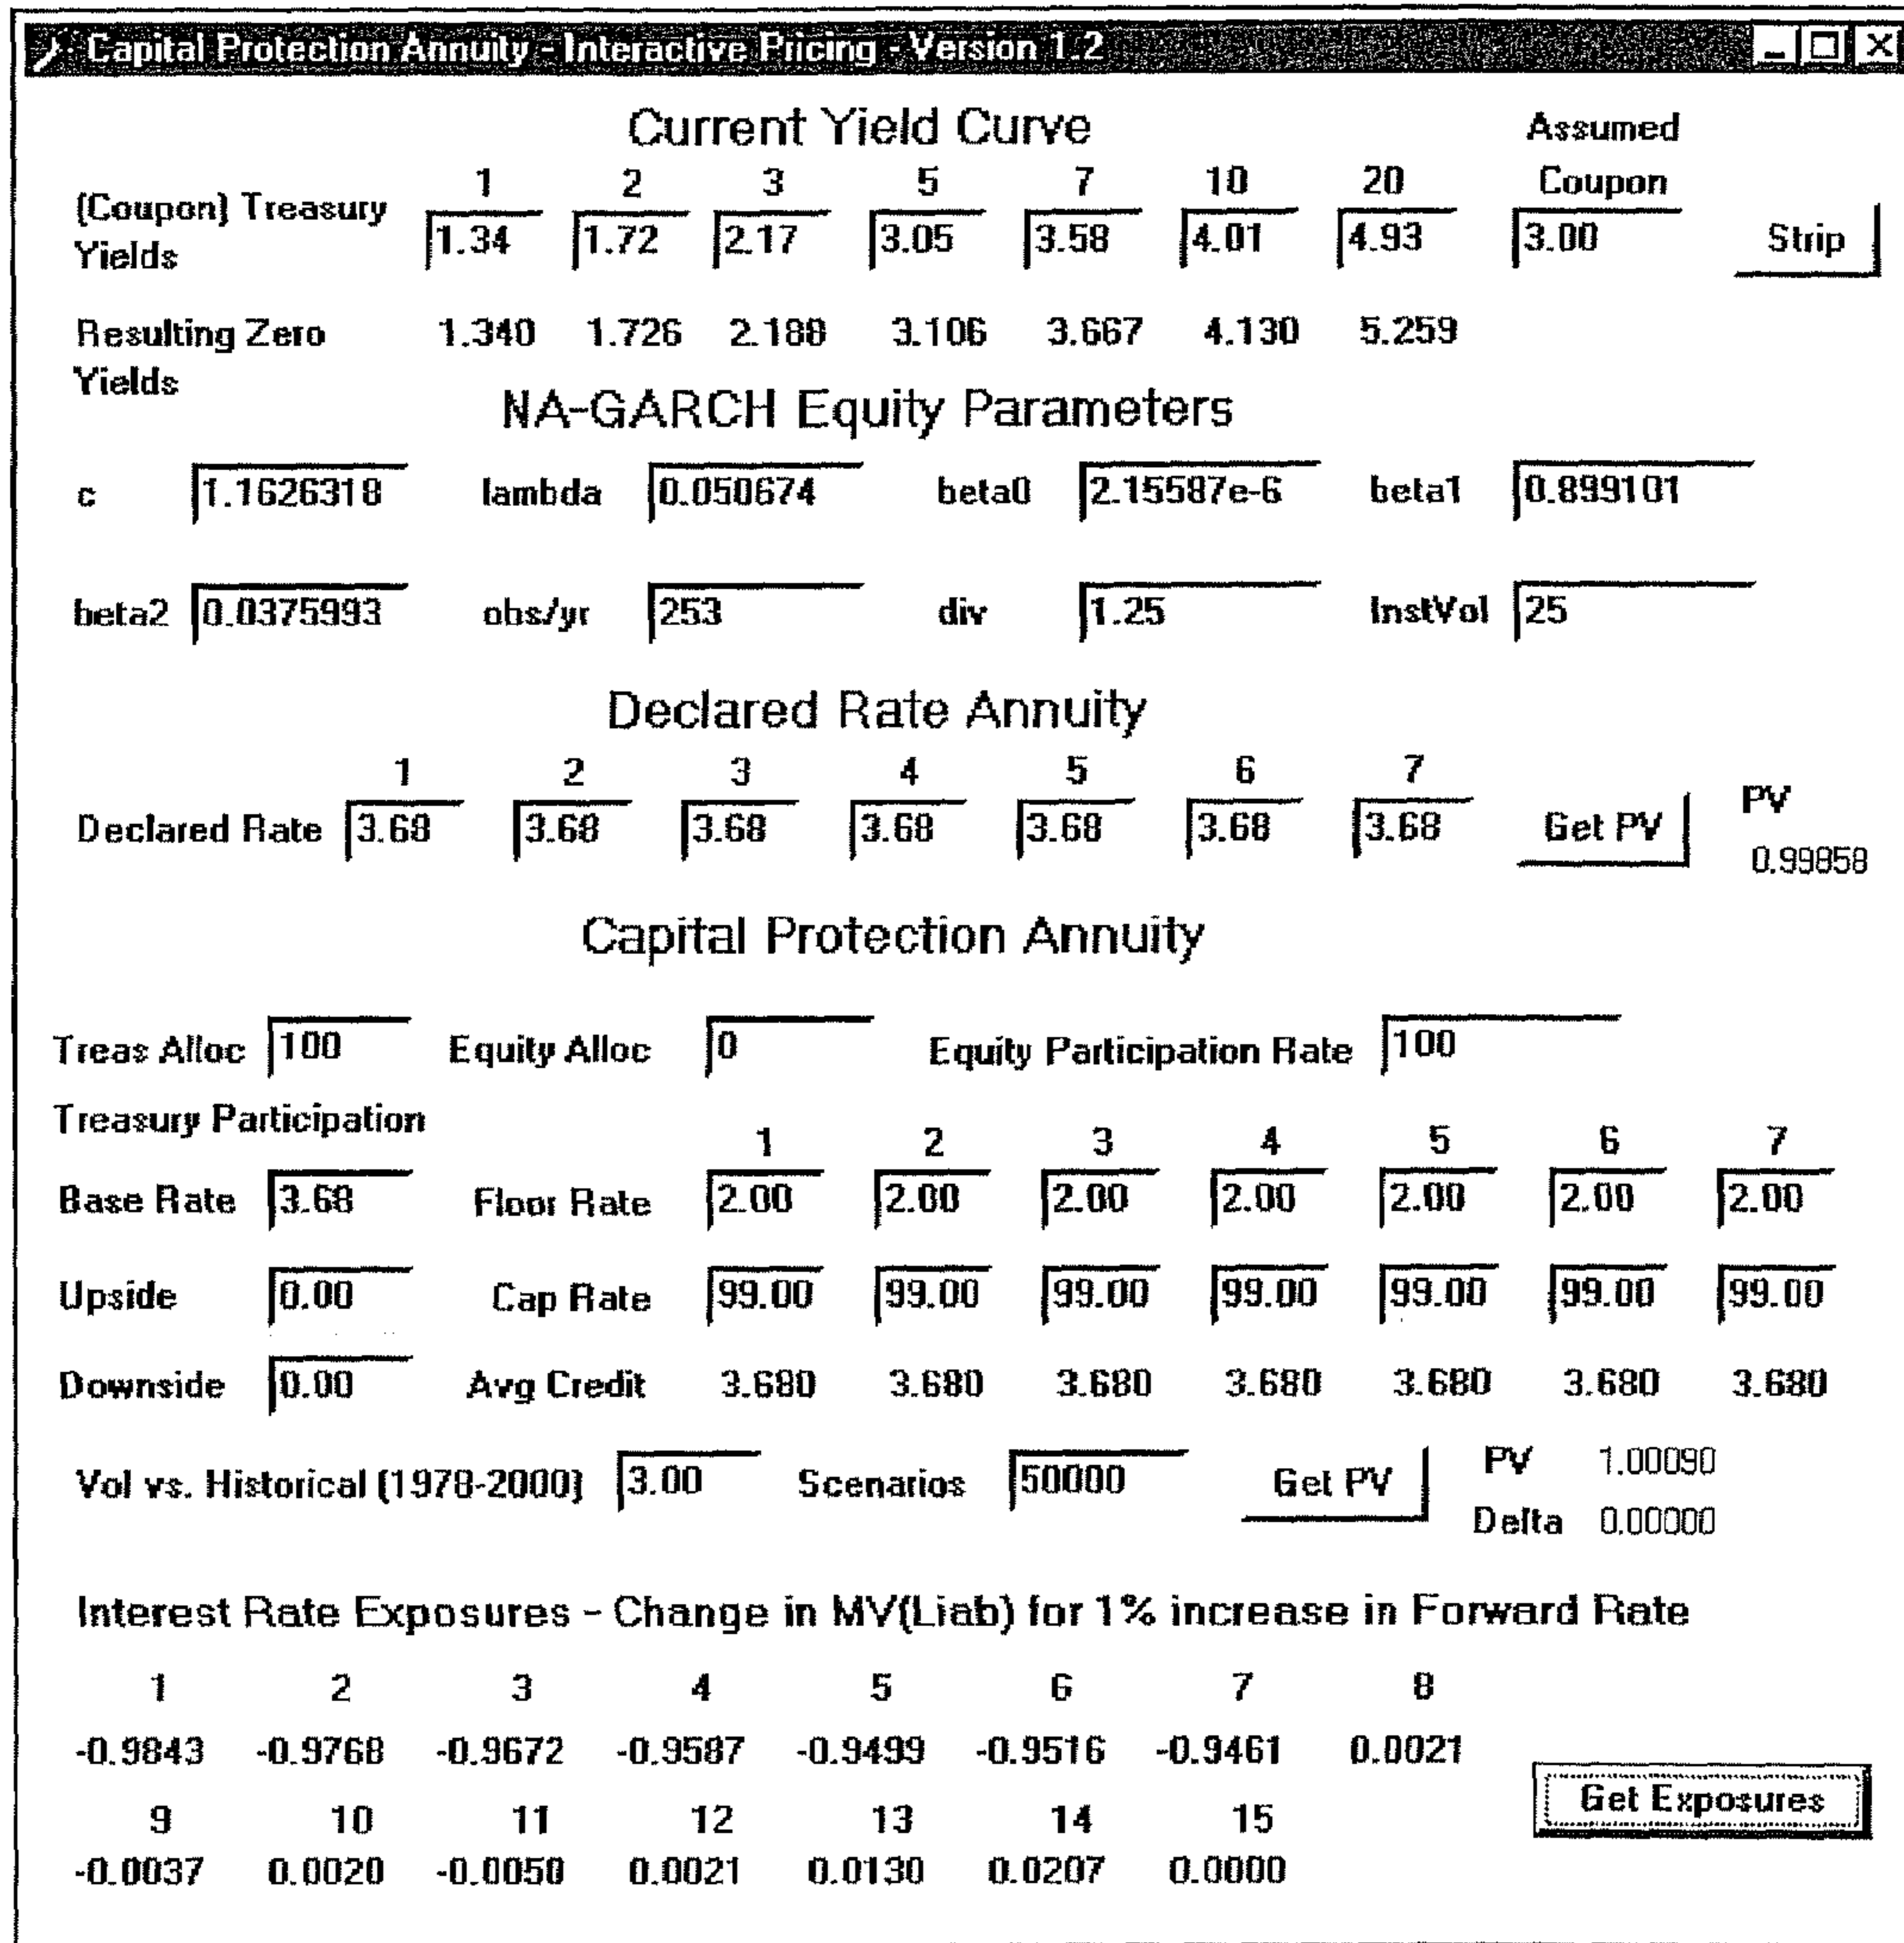 Capital Protection Annuity - Interactive Pricing - Version 1.2
Current Yield Curve
Assumed
1 2 3 5 7 10 20 Coupon
(Coupon) Treasury
Yields
1.34 1.72 2.17 3.05 3.58 4.01 4.93 3.00 Strip
Resulting Zero
Yields
1.340 1.726 2.188 3.106 3.667 4.130 5.259
NA-GARCH Equity Parameters
c 1.1626318 lambda 0.050674 beta0 2.15587e-6 beta1 0.899101
beta2 0.0375993 obs/yr 253 div 1.25 InstVol 25
Declared Rate Annuity
1 2 3 4 5 6 7
Declared Rate 3.68 3.68 3.68 3.68 3.68 3.68 3.68 Get PV PV
0.99858
Capital Protection Annuity
Treas Alloc 100 Equity Alloc 0 Equity Participation Rate 100
Treasury Participation
1 2 3 4 5 6 7
Base Rate 3.68 Floor Rate 2.00 2.00 2.00 2.00 2.00 2.00 2.00
Upside 0.00 Cap Rate 99.00 99.00 99.00 99.00 99.00 99.00 99.00
Downside 0.00 Avg Credit 3.680 3.680 3.680 3.680 3.680 3.680 3.680
Vol vs. Historical (1978-2000) 3.00 Scenarios 50000 Get PV PV 1.00090
Delta 0.00000
Interest Rate Exposures - Change in MV(Liab) for 1% increase in Forward Rate
1 2 3 4 5 6 7 8
-0.9843 -0.9768 -0.9672 -0.9587 -0.9499 -0.9516 -0.9461 0.0021
Get Exposures
9 10 11 12 13 14 15
-0.0037 0.0020 -0.0050 0.0021 0.0130 0.0207 0.0000